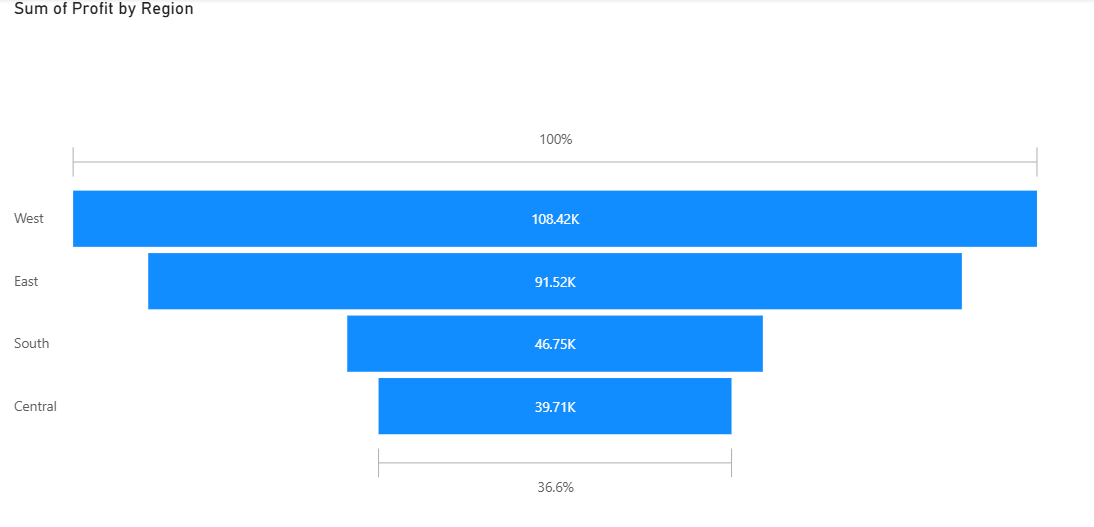 Sum of Profit by Region
100%
West 108.42K
East 91.52K
South 46.75K
Central 39.71K
36.6%